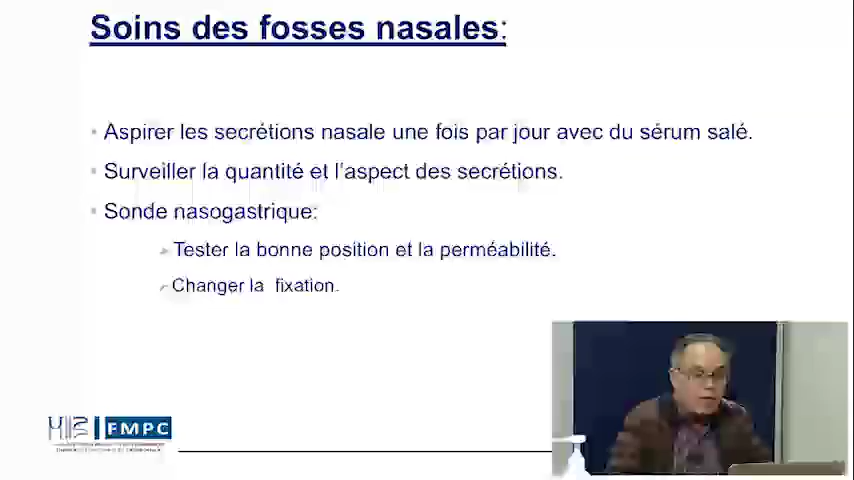 Soins des fosses nasales:
Aspirer les secrétions nasale une fois par jour avec du sérum salé.
Surveiller la quantité et l'aspect des secrétions.
Sonde nasogastrique:
Tester la bonne position et la perméabilité.
Changer la fixation.
FMPC